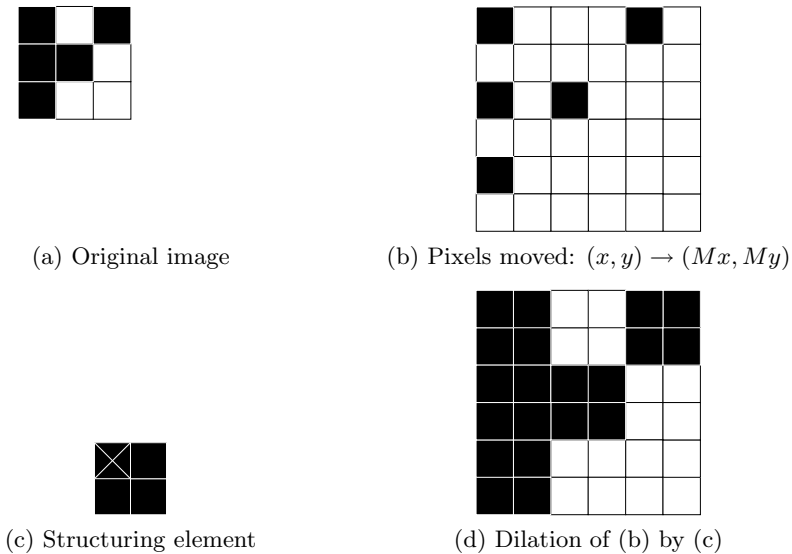 (a) Original image
(b) Pixels moved: (x, y) → (Mx, My)
(c) Structuring element
(d) Dilation of (b) by (c)